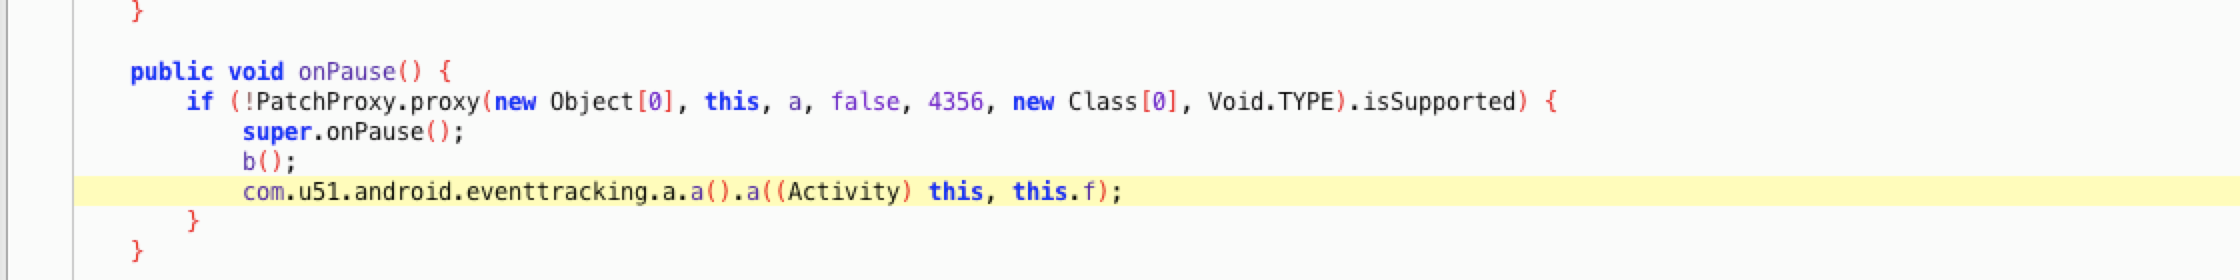 }
public void onPause() {
if (!PatchProxy.proxy(new Object[0], this, a, false, 4356, new Class[0], Void.TYPE).isSupported) {
super.onPause();
b();
com.u51.android.eventtracking.a.a().a((Activity) this, this.f);
}
}